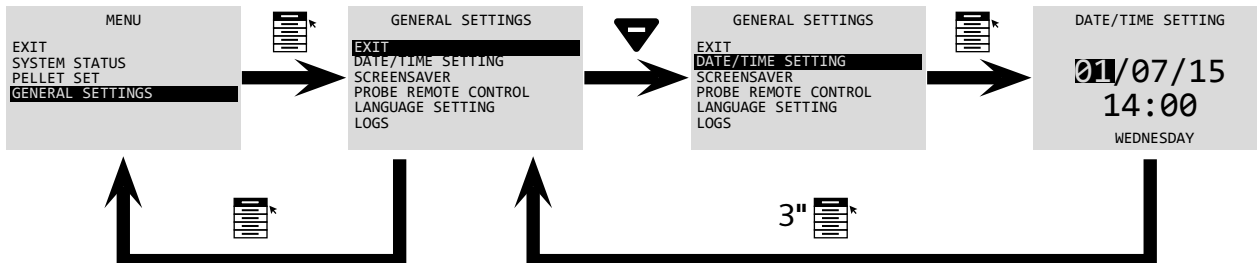 MENU
EXIT
SYSTEM STATUS
PELLET SET
GENERAL SETTINGS
GENERAL SETTINGS
EXIT
DATE/TIME SETTING
SCREENSAVER
PROBE REMOTE CONTROL
LANGUAGE SETTING
LOGS
GENERAL SETTINGS
EXIT
DATE/TIME SETTING
SCREENSAVER
PROBE REMOTE CONTROL
LANGUAGE SETTING
LOGS
DATE/TIME SETTING
01/07/15
14:00
WEDNESDAY
3"